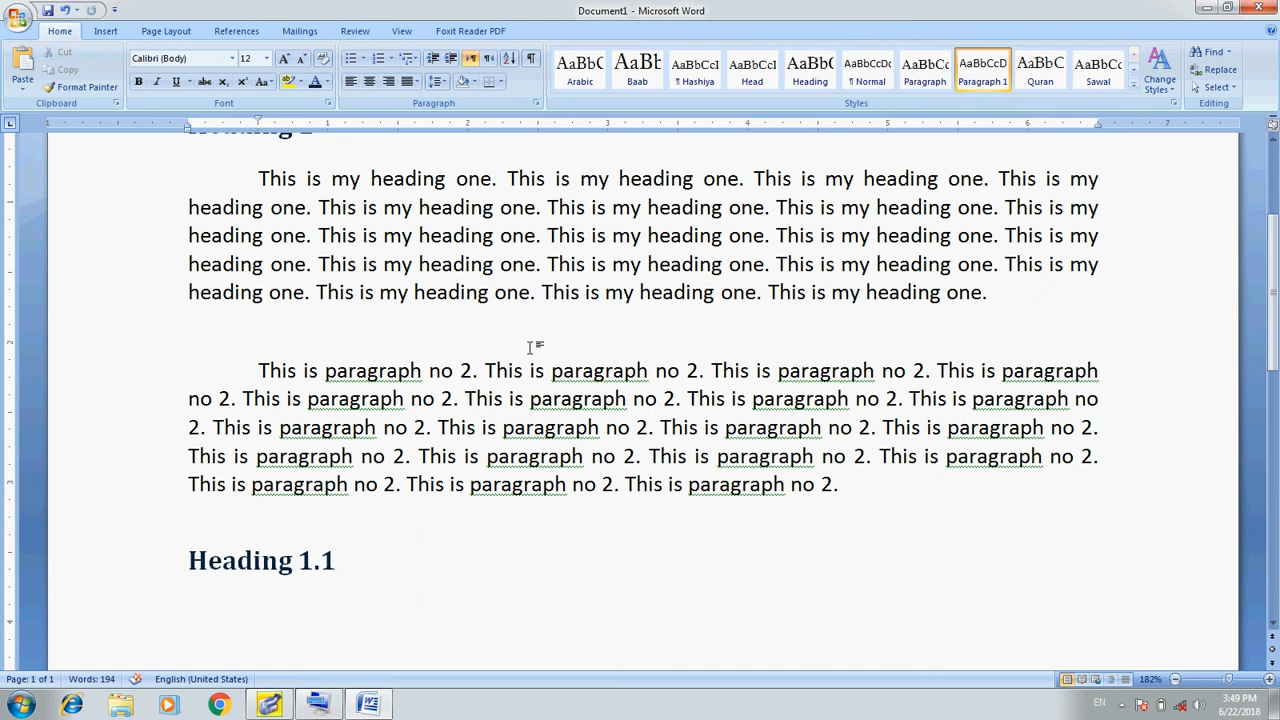 Document1 - Microsoft Word
Home Insert Page Layout References Mailings Review View Foxit Reader PDF
Paste
Cut
Copy
Format Painter
Clipboard
Calibri (Body) 12
Font
Paragraph
AaBbCc AaBbC AaBbCcI AaBbCcI AaBbC AaBbCcDc AaBbCc AaBbCcD AaBbCC AaBbCc
Arabic Baab ¶ Hashiya Head Heading ¶ Normal Paragraph Paragraph 1 Quran Sawal
Change Styles
Styles
Find
Replace
Select
Editing
1 1 2 3 4 5 6 7
This is my heading one. This is my heading one. This is my heading one. This is my
heading one. This is my heading one. This is my heading one. This is my heading one. This is my
heading one. This is my heading one. This is my heading one. This is my heading one. This is my
heading one. This is my heading one. This is my heading one. This is my heading one. This is my
heading one. This is my heading one. This is my heading one. This is my heading one.
This is paragraph no 2. This is paragraph no 2. This is paragraph no 2. This is paragraph
no 2. This is paragraph no 2. This is paragraph no 2. This is paragraph no 2. This is paragraph no
2. This is paragraph no 2. This is paragraph no 2. This is paragraph no 2. This is paragraph no 2.
This is paragraph no 2. This is paragraph no 2. This is paragraph no 2. This is paragraph no 2.
This is paragraph no 2. This is paragraph no 2. This is paragraph no 2.
Heading 1.1
Page: 1 of 1 Words: 194 English (United States) 182%
EN 3:49 PM
6/22/2018